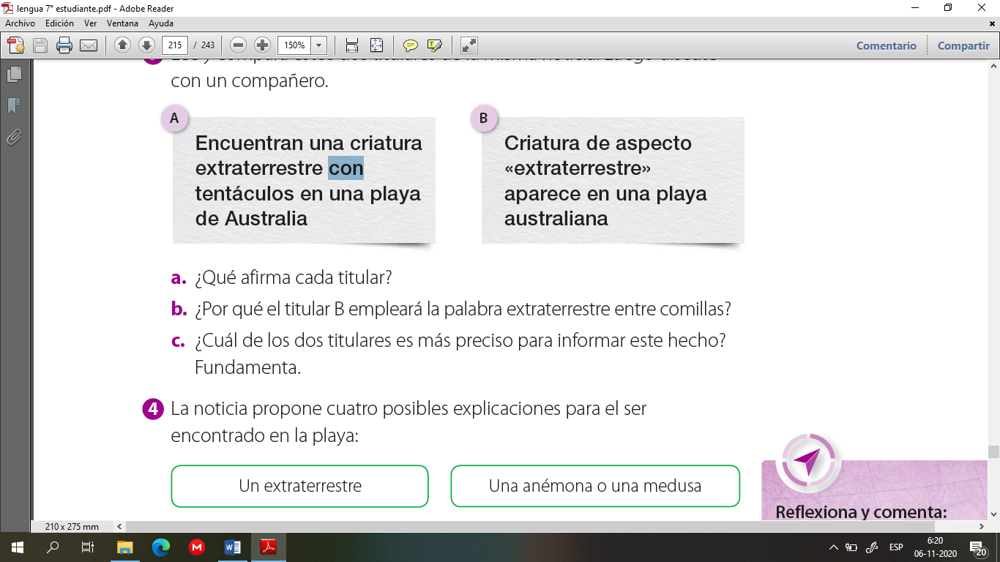 lengua 7° estudiante.pdf - Adobe Reader
Archivo Edición Ver Ventana Ayuda
215 / 243 150% Comentario Compartir
con un compañero.
A
Encuentran una criatura
extraterrestre con
tentáculos en una playa
de Australia
B
Criatura de aspecto
«extraterrestre»
aparece en una playa
australiana
a. ¿Qué afirma cada titular?
b. ¿Por qué el titular B empleará la palabra extraterrestre entre comillas?
c. ¿Cuál de los dos titulares es más preciso para informar este hecho?
Fundamenta.
4 La noticia propone cuatro posibles explicaciones para el ser
encontrado en la playa:
Un extraterrestre
Una anémona o una medusa
Reflexiona y comenta:
210 x 275 mm
ESP
6:20
06-11-2020
20